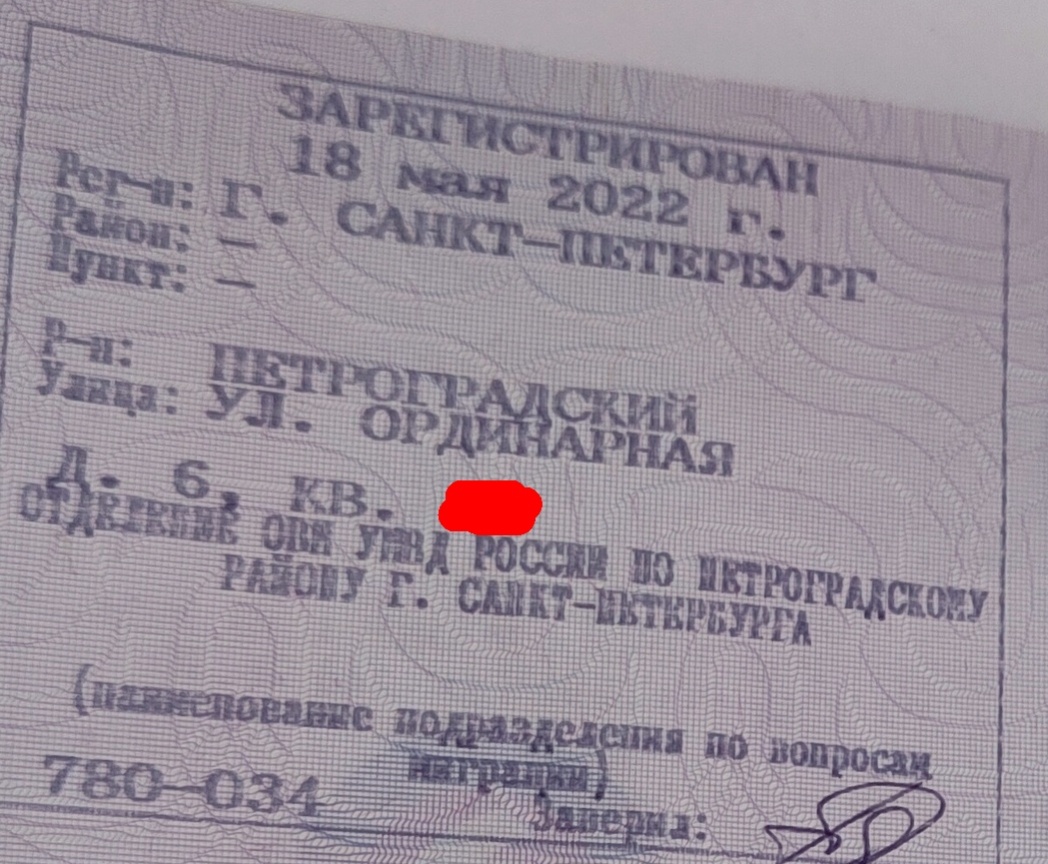 ЗАРЕГИСТРИРОВАН
18 мая 2022 г.
Рег-н: Г. САНКТ-ПЕТЕРБУРГ
Район: –
Пункт: –
Р-н: ПЕТРОГРАДСКИЙ
Улица: УЛ. ОРДИНАРНАЯ
Д. 6, КВ.
ОТДЕЛЕНИЕ ОВМ УМВД РОССИИ ПО ПЕТРОГРАДСКОМУ
РАЙОНУ Г. САНКТ-ПЕТЕРБУРГА
(наименование подразделения по вопросам
миграции)
780-034
Заверил: